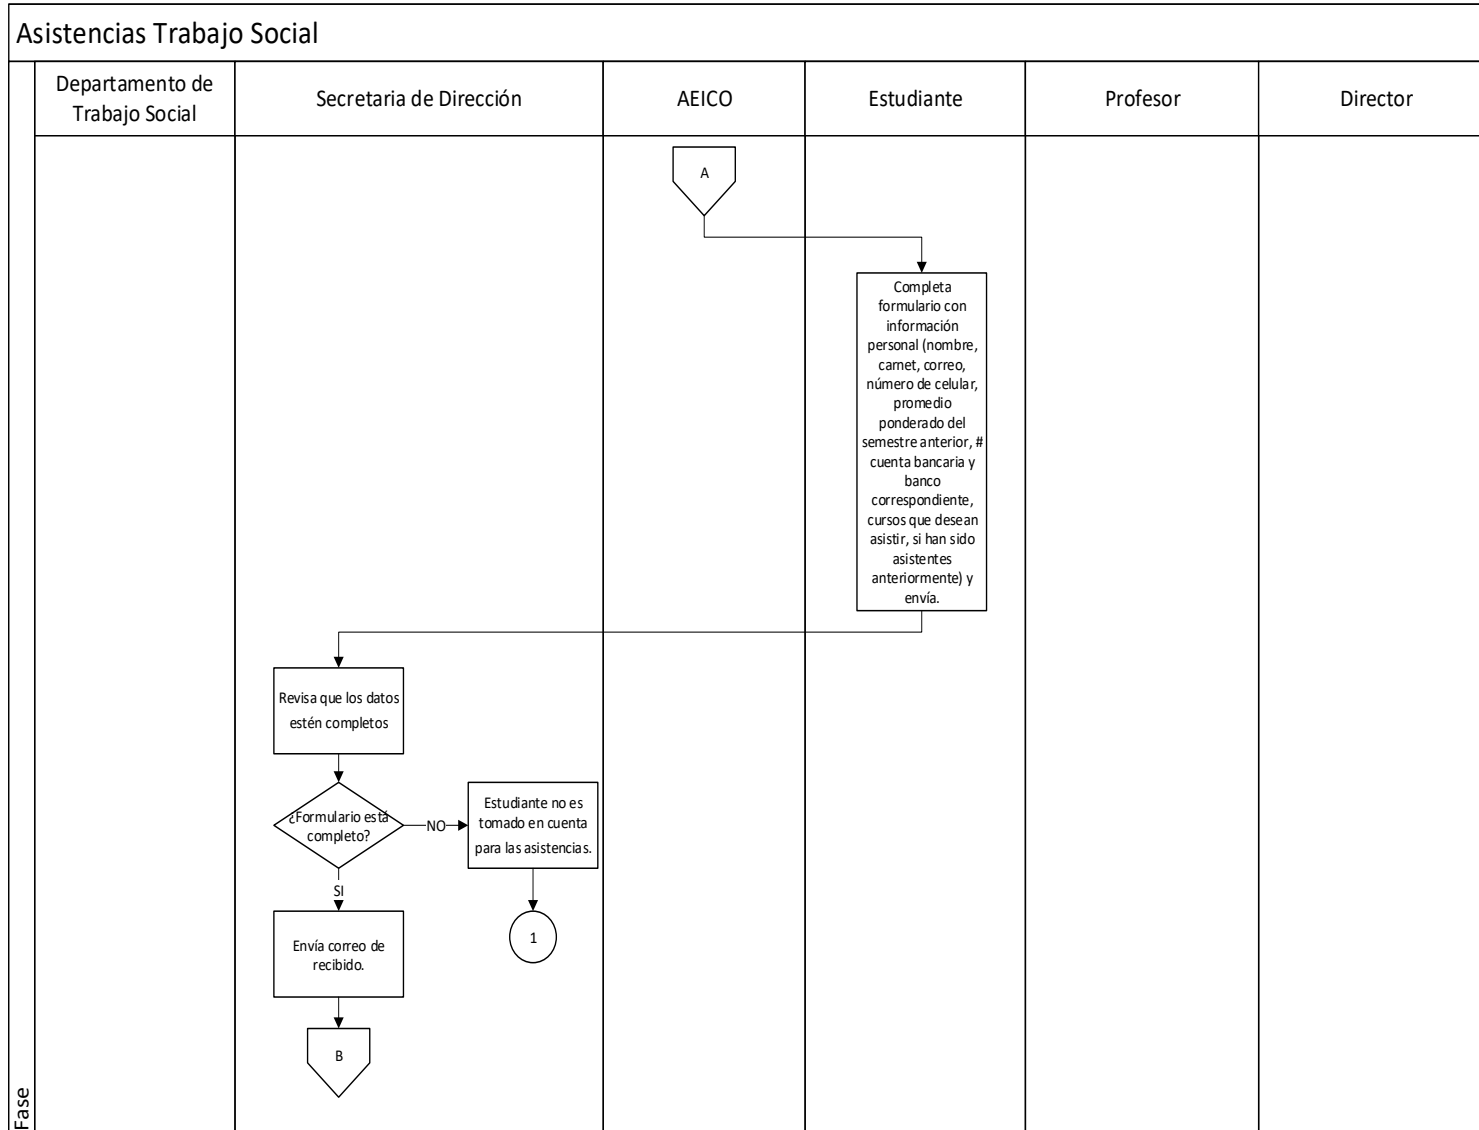 Asistencias Trabajo Social
Departamento de
Trabajo Social
Secretaria de Dirección
AEICO
Estudiante
Profesor
Director
A
Completa
formulario con
información
personal (nombre,
carnet, correo,
número de celular,
promedio
ponderado del
semestre anterior, #
cuenta bancaria y
banco
correspondiente,
cursos que desean
asistir, si han sido
asistentes
anteriormente) y
envía.
Revisa que los datos
estén completos
¿Formulario está
completo?
NO
Estudiante no es
tomado en cuenta
para las asistencias.
SI
1
Envía correo de
recibido.
B
Fase